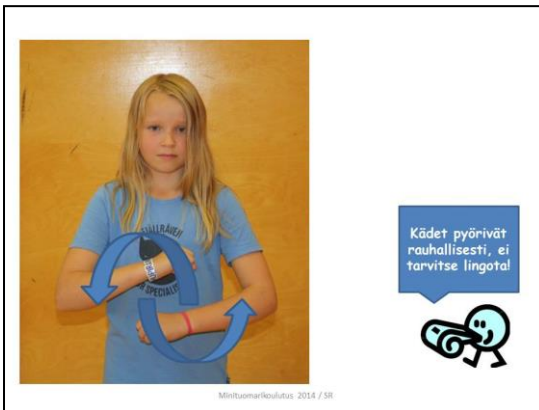 Kädet pyörivät
rauhallisesti, ei
tarvitse lingota!
Minituomarikoulutus 2014 / SR